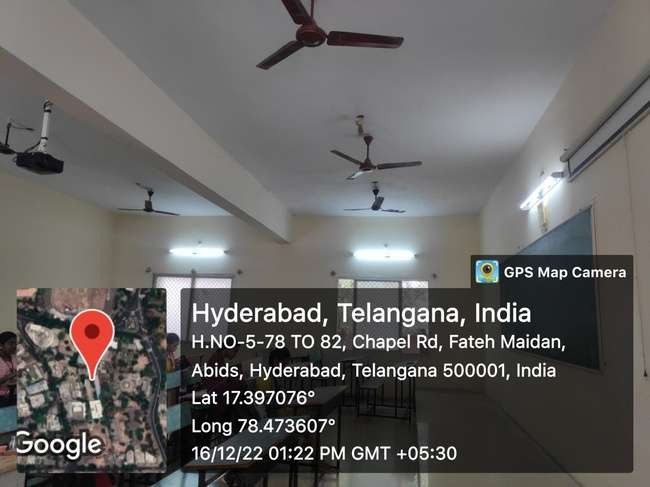 GPS Map Camera
Hyderabad, Telangana, India
H.NO-5-78 TO 82, Chapel Rd, Fateh Maidan,
Abids, Hyderabad, Telangana 500001, India
Lat 17.397076°
Long 78.473607°
16/12/22 01:22 PM GMT +05:30
Google